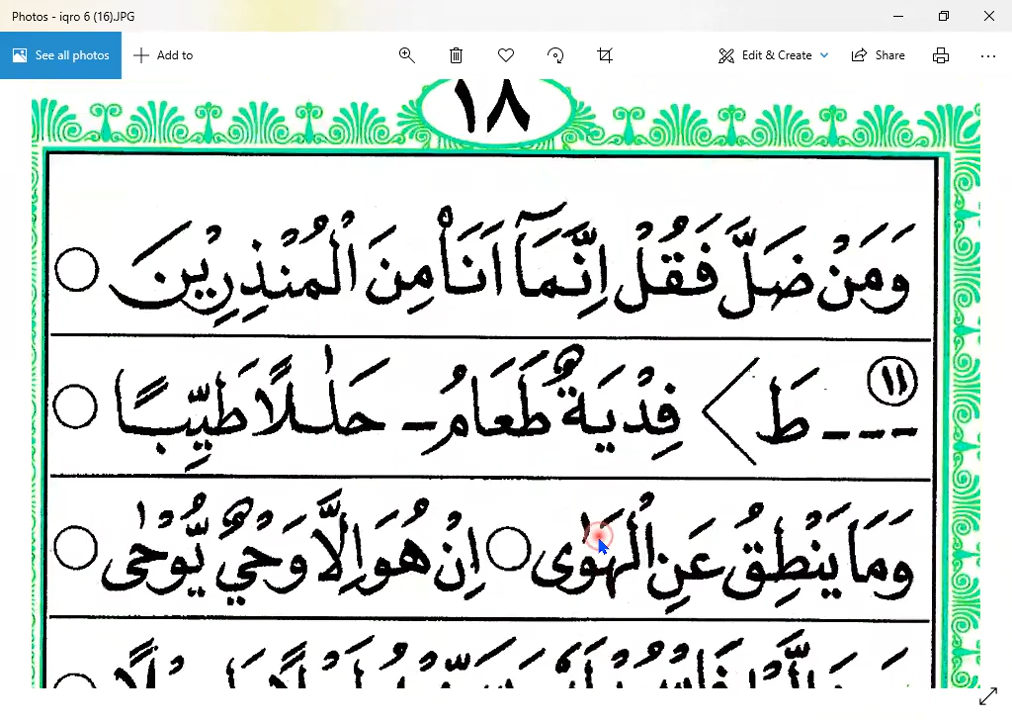 Photos - iqro 6 (16).JPG
See all photos
Add to
Edit & Create
Share
١٨
وَمَنْ ضَلَّ فَقُلْ اِنَّمَآ اَنَا۠ مِنَ الْمُنْذِرِيْنَ
١١
--- طَ > فِدْيَةٌ طَعَامُ - حَلٰلًا طَيِّبًا
وَمَا يَنْطِقُ عَنِ الْهَوٰى ○ اِنْ هُوَ اِلَّا وَحْيٌ يُّوْحٰى ○